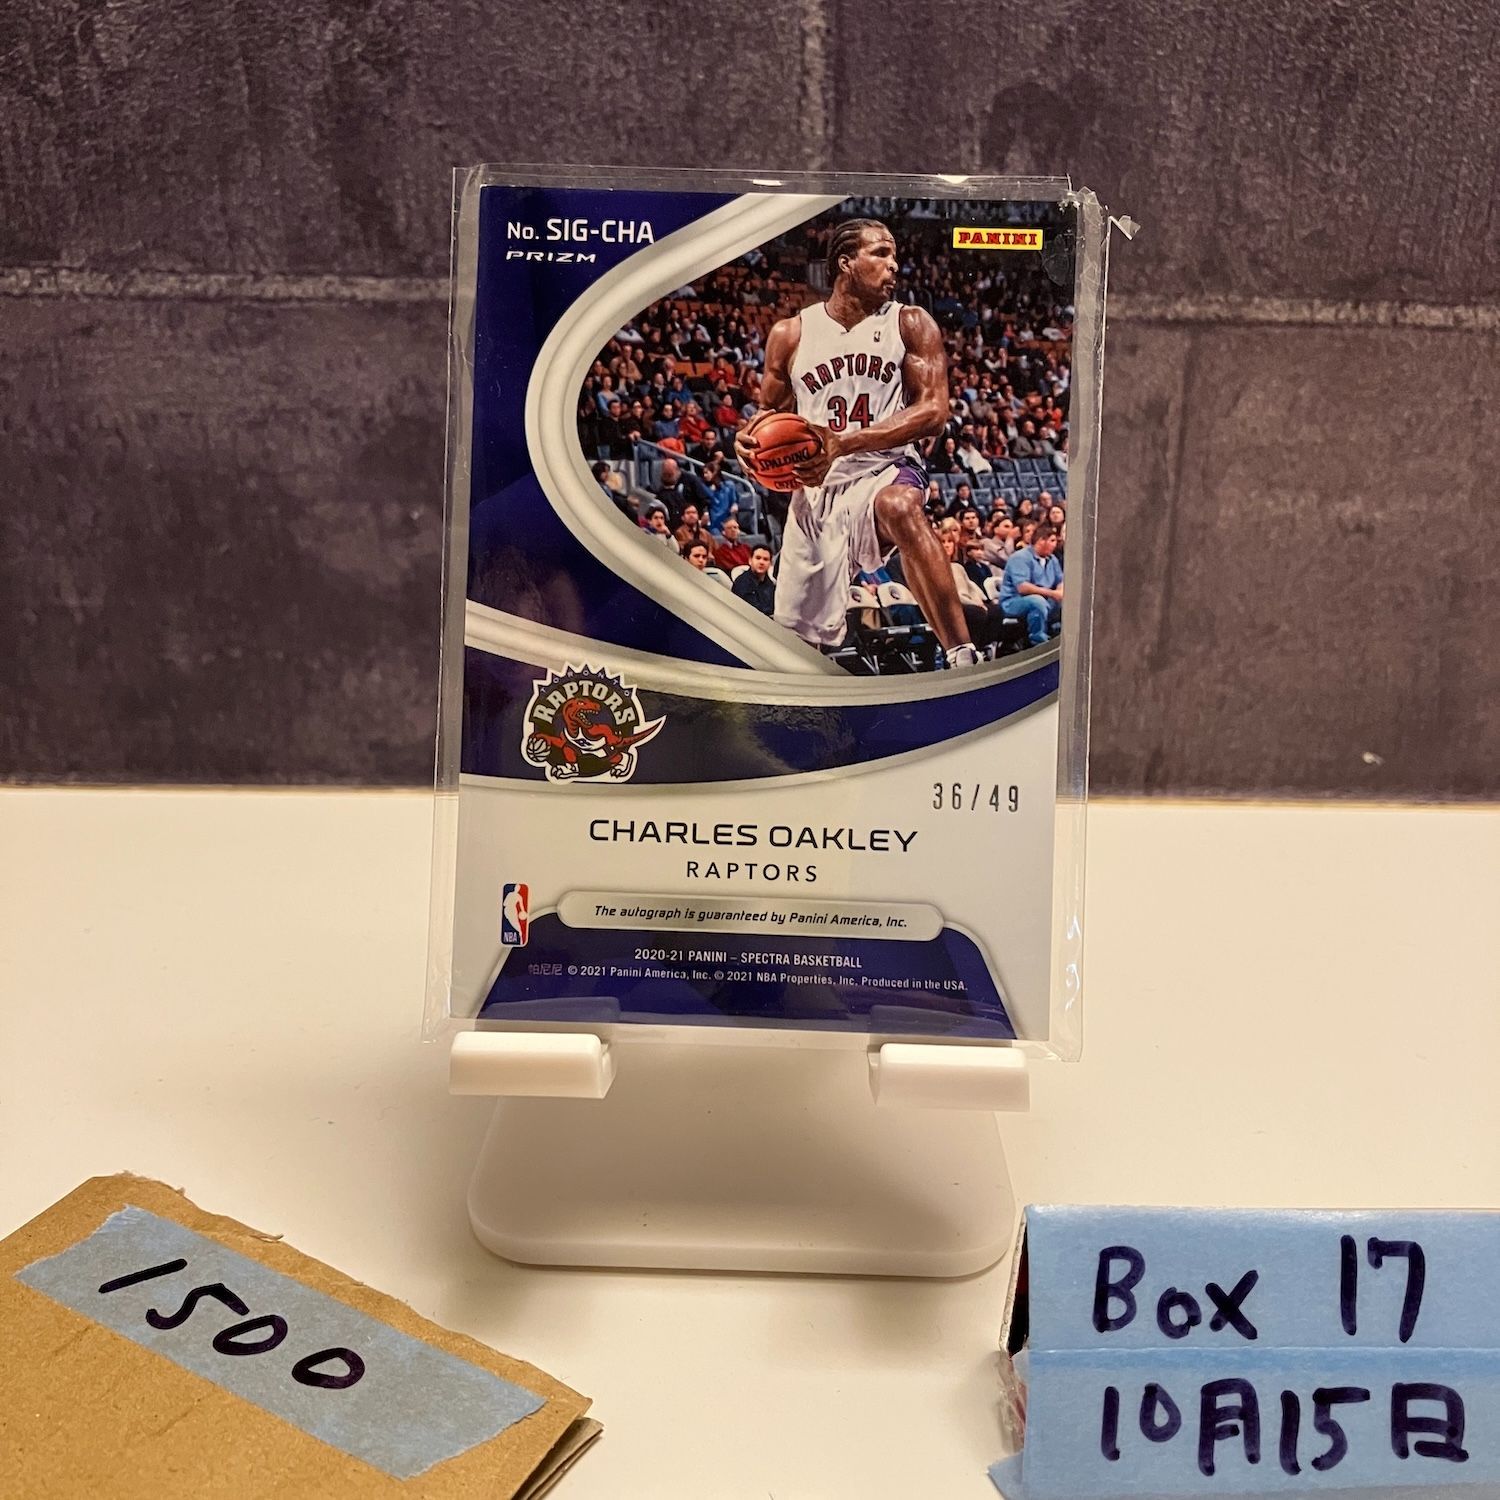 No. SIG-CHA
PRIZM
PANINI
RAPTORS
34
SPALDING
TORONTO
RAPTORS
36/49
CHARLES OAKLEY
RAPTORS
NBA
The autograph is guaranteed by Panini America, Inc.
2020-21 PANINI – SPECTRA BASKETBALL
帕尼尼 © 2021 Panini America, Inc. © 2021 NBA Properties, Inc. Produced in the USA.
1500
Box 17
10月15日